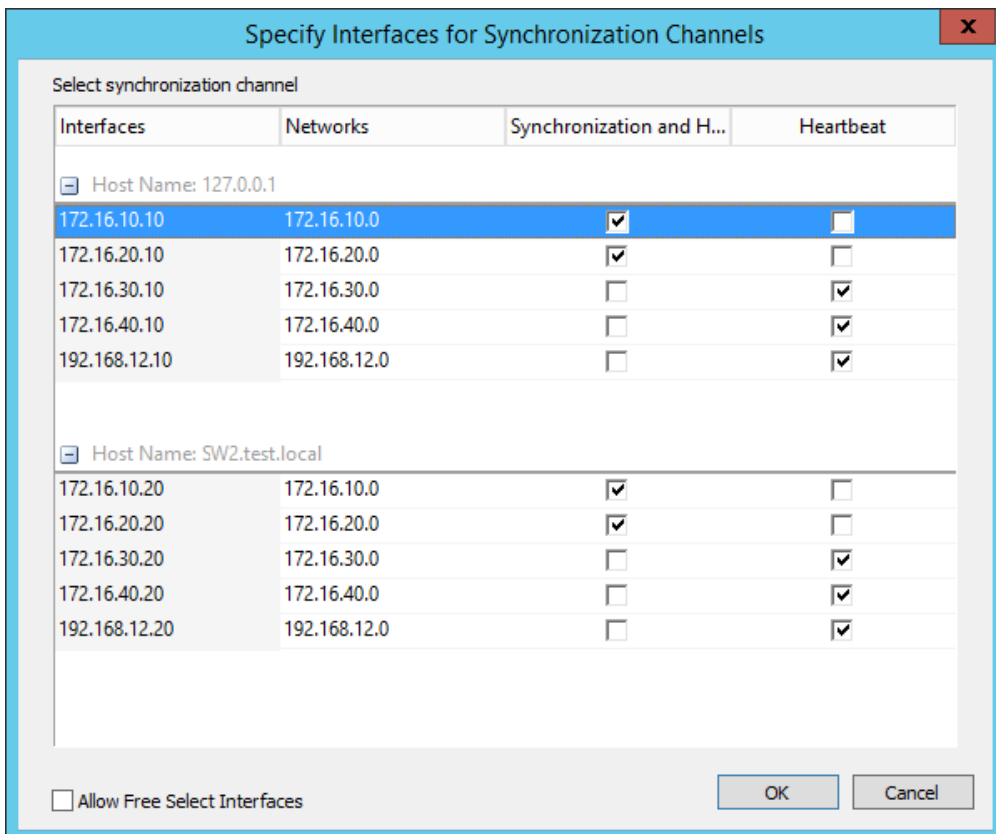 Specify Interfaces for Synchronization Channels
x
Select synchronization channel
Interfaces Networks Synchronization and H... Heartbeat
Host Name: 127.0.0.1
172.16.10.10 172.16.10.0
172.16.20.10 172.16.20.0
172.16.30.10 172.16.30.0
172.16.40.10 172.16.40.0
192.168.12.10 192.168.12.0
Host Name: SW2.test.local
172.16.10.20 172.16.10.0
172.16.20.20 172.16.20.0
172.16.30.20 172.16.30.0
172.16.40.20 172.16.40.0
192.168.12.20 192.168.12.0
Allow Free Select Interfaces OK Cancel